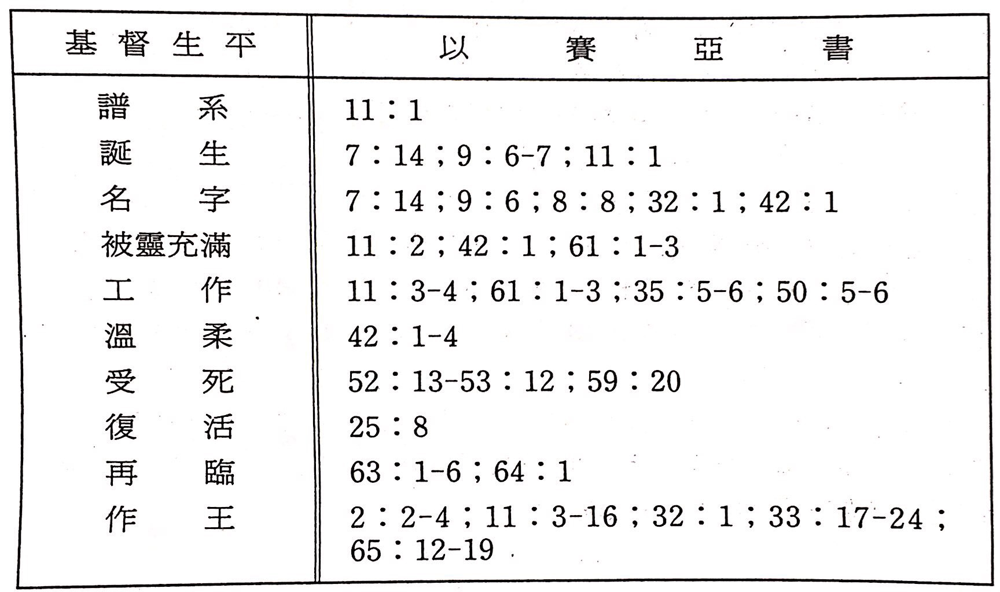 基督生平 以賽亞書
譜系 11：1
誕生 7：14；9：6-7；11：1
名字 7：14；9：6；8：8；32：1；42：1
被靈充滿 11：2；42：1；61：1-3
工作 11：3-4；61：1-3；35：5-6；50：5-6
溫柔 42：1-4
受死 52：13-53：12；59：20
復活 25：8
再臨 63：1-6；64：1
作王 2：2-4；11：3-16；32：1；33：17-24；
65：12-19